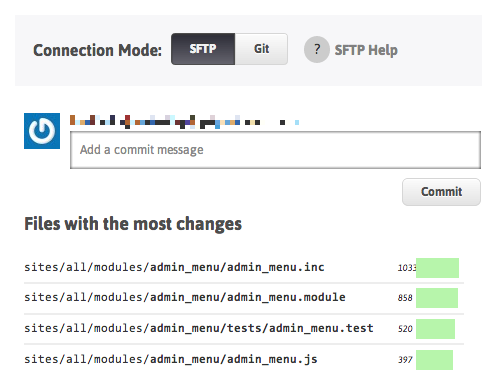 Connection Mode: SFTP Git ? SFTP Help
Add a commit message
Commit
Files with the most changes
sites/all/modules/admin_menu/admin_menu.inc 1033
sites/all/modules/admin_menu/admin_menu.module 858
sites/all/modules/admin_menu/tests/admin_menu.test 520
sites/all/modules/admin_menu/admin_menu.js 397